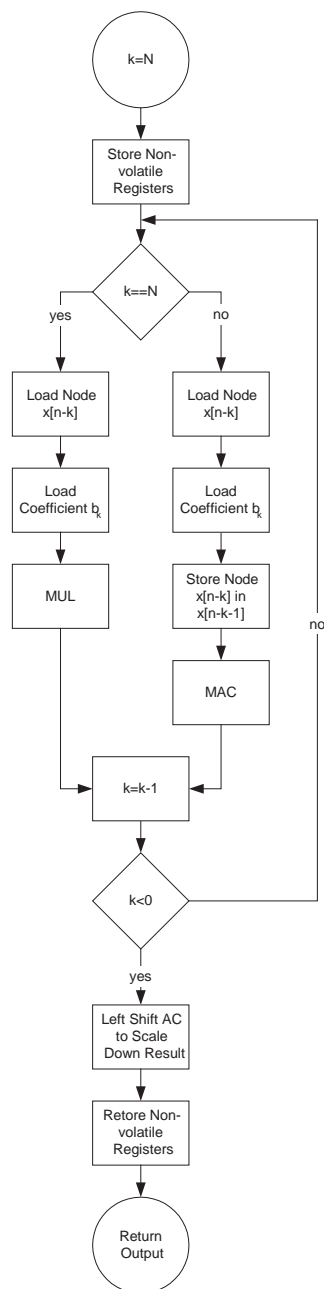 k=N
Store Non-
volatile
Registers
k==N
yes
no
Load Node
x[n-k]
Load
Coefficient bk
MUL
Load Node
x[n-k]
Load
Coefficient bk
Store Node
x[n-k] in
x[n-k-1]
MAC
no
k=k-1
k<0
yes
Left Shift AC
to Scale
Down Result
Retore Non-
volatile
Registers
Return
Output